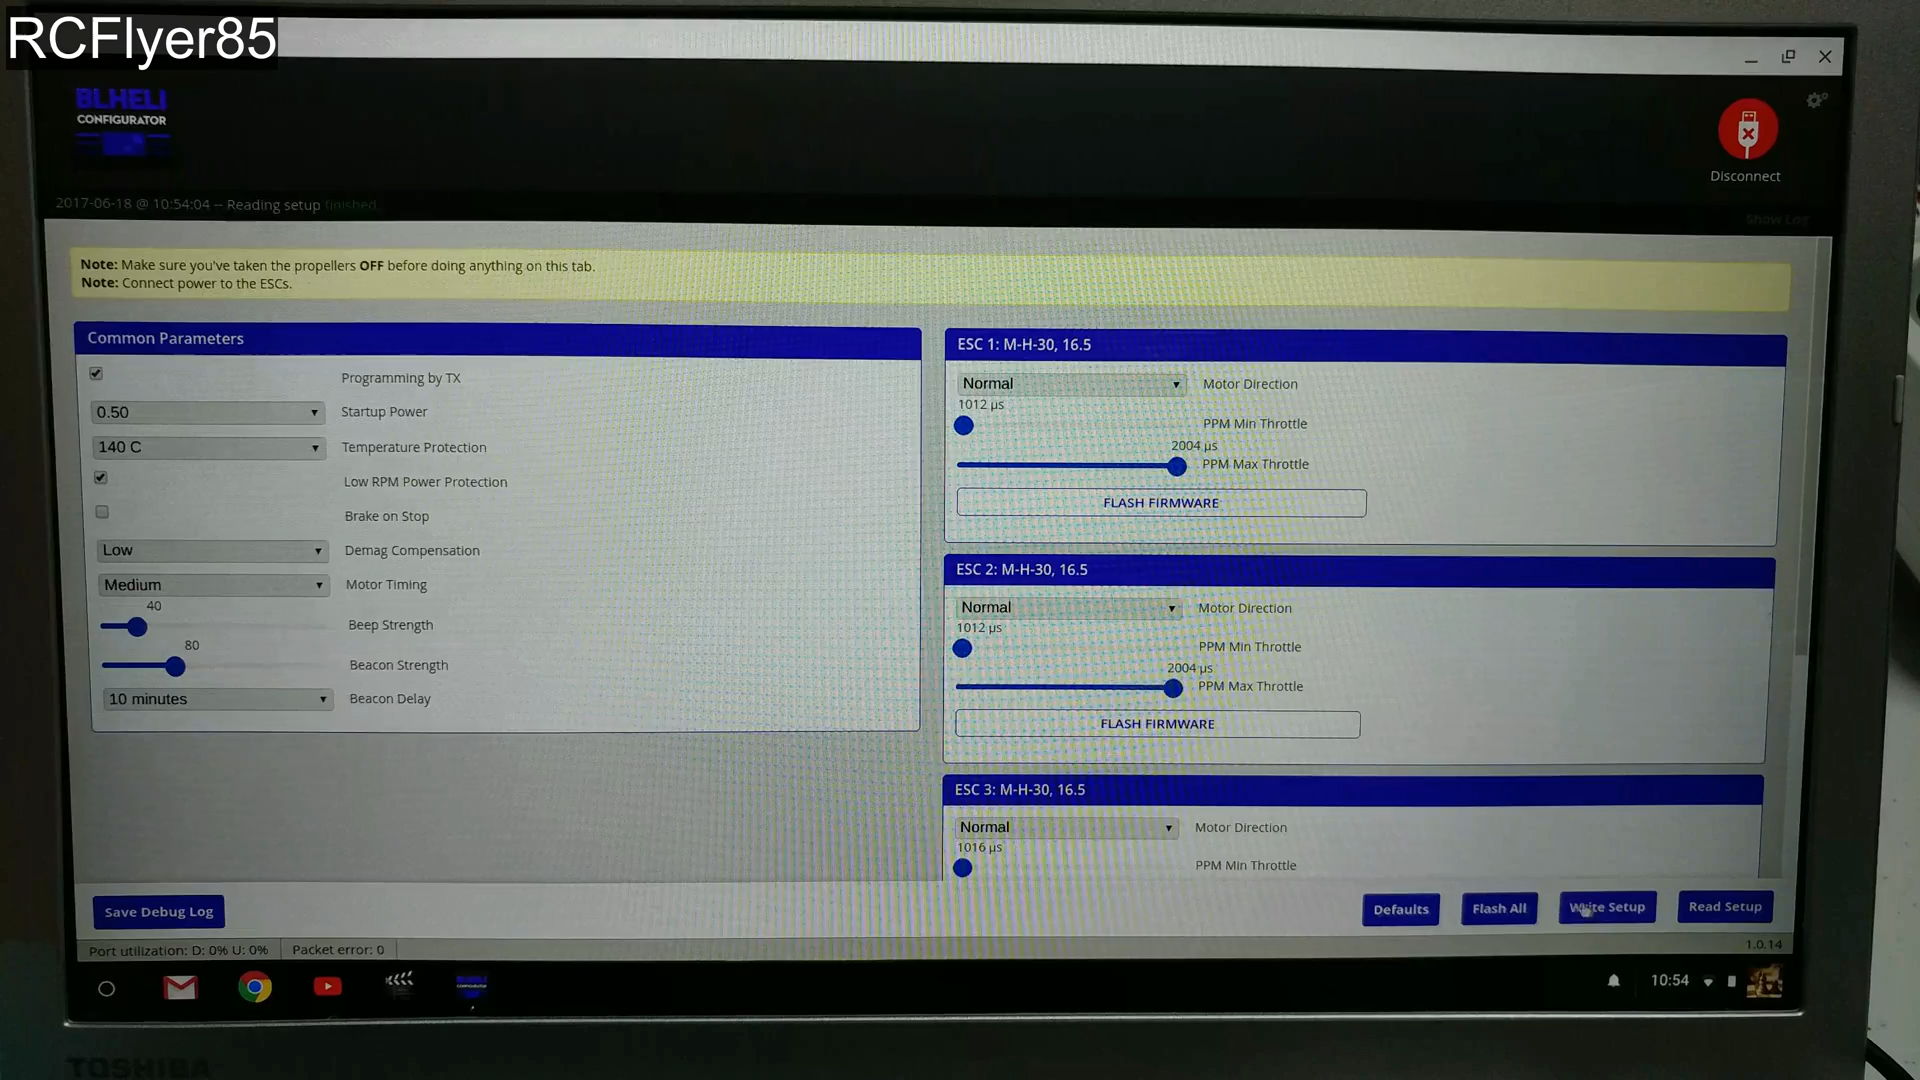 RCFlyer85
BLHELI
CONFIGURATOR
Disconnect
2017-06-18 @ 10:54:04 -- Reading setup finished
Show Log
Note: Make sure you've taken the propellers OFF before doing anything on this tab.
Note: Connect power to the ESCs.
Common Parameters
Programming by TX
0.50 Startup Power
140 C Temperature Protection
Low RPM Power Protection
Brake on Stop
Low Demag Compensation
Medium Motor Timing
40
Beep Strength
80
Beacon Strength
10 minutes Beacon Delay
ESC 1: M-H-30, 16.5
Normal Motor Direction
1012 µs
PPM Min Throttle
2004 µs
PPM Max Throttle
FLASH FIRMWARE
ESC 2: M-H-30, 16.5
Normal Motor Direction
1012 µs
PPM Min Throttle
2004 µs
PPM Max Throttle
FLASH FIRMWARE
ESC 3: M-H-30, 16.5
Normal Motor Direction
1016 µs
PPM Min Throttle
Save Debug Log Defaults Flash All Write Setup Read Setup
Port utilization: D: 0% U: 0% Packet error: 0 1.0.14
10:54
TOSHIBA